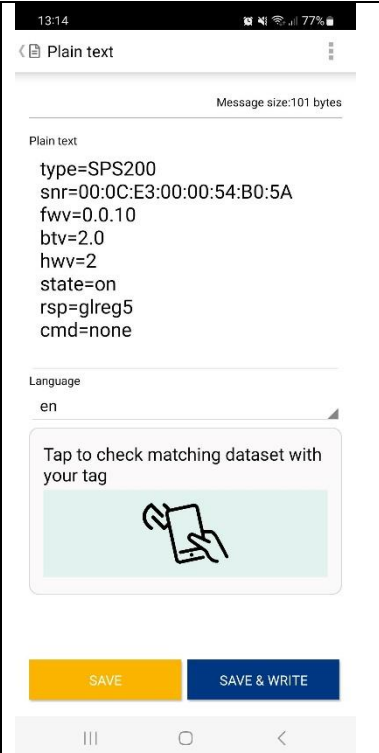 13:14
77%
Plain text
Message size:101 bytes
Plain text
type=SPS200
snr=00:0C:E3:00:00:54:B0:5A
fwv=0.0.10
btv=2.0
hwv=2
state=on
rsp=glreg5
cmd=none
Language
en
Tap to check matching dataset with
your tag
SAVE
SAVE & WRITE